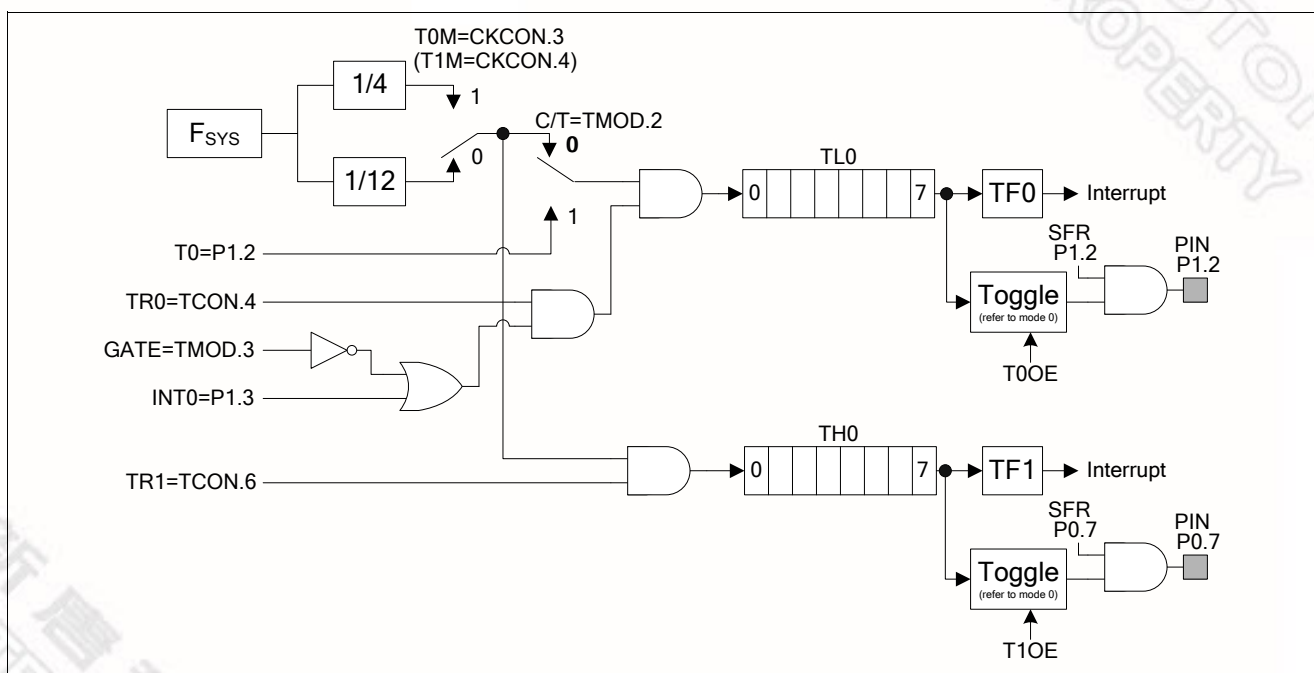 T0M=CKCON.3
(T1M=CKCON.4)
1/4
1
FSYS
C/T=TMOD.2
0
0
1/12
TL0
0
7
TF0
Interrupt
1
T0=P1.2
SFR
P1.2
PIN
P1.2
TR0=TCON.4
Toggle
(refer to mode 0)
GATE=TMOD.3
T0OE
INT0=P1.3
TH0
0
7
TF1
Interrupt
TR1=TCON.6
SFR
P0.7
PIN
P0.7
Toggle
(refer to mode 0)
T1OE
PROPERTY